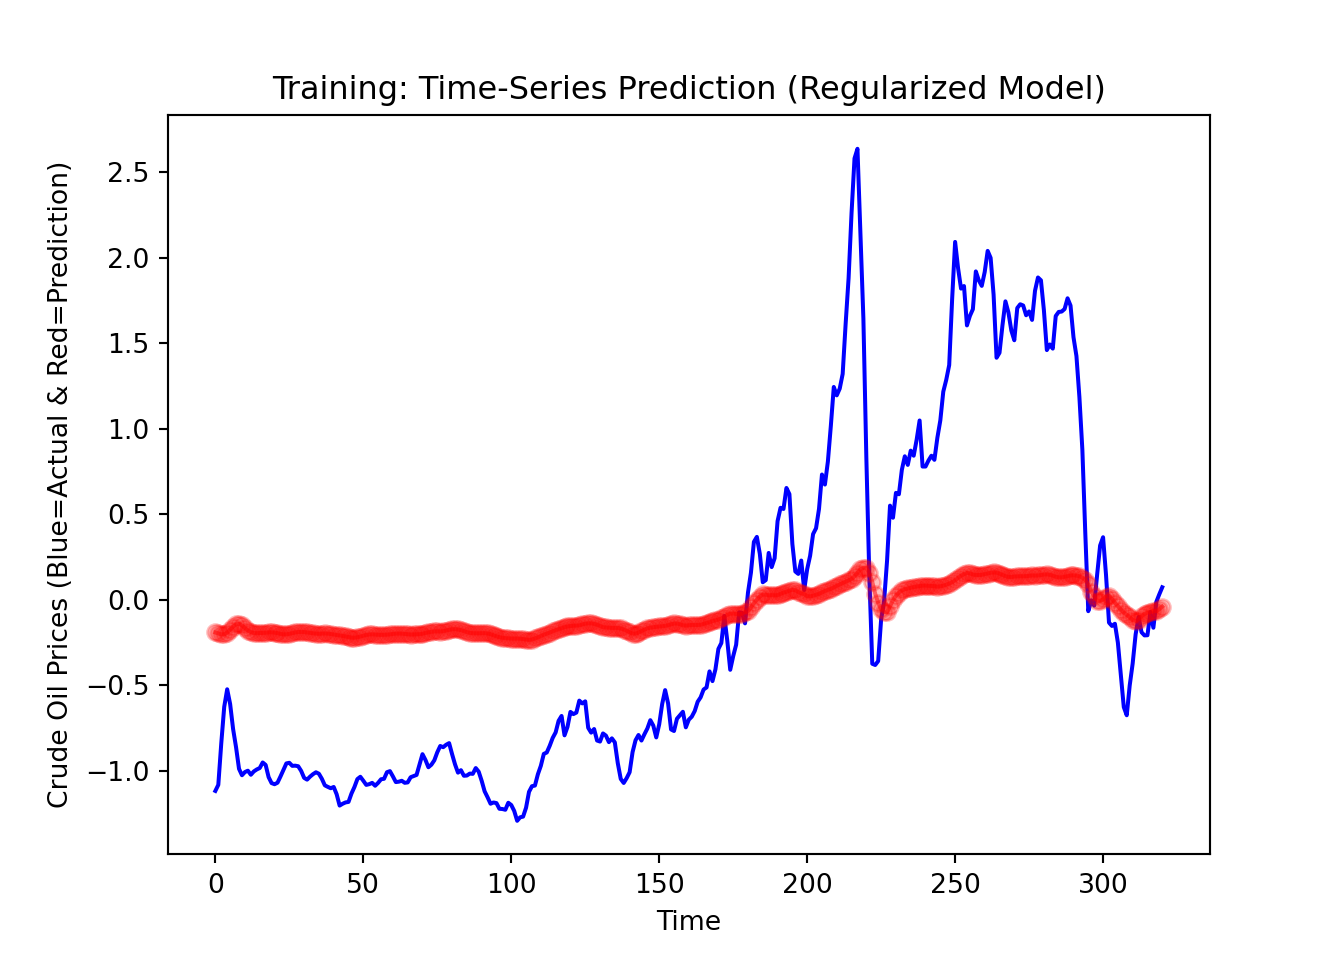 Training: Time-Series Prediction (Regularized Model)
Crude Oil Prices (Blue=Actual & Red=Prediction)
2.5
2.0
1.5
1.0
0.5
0.0
−0.5
−1.0
0 50 100 150 200 250 300
Time